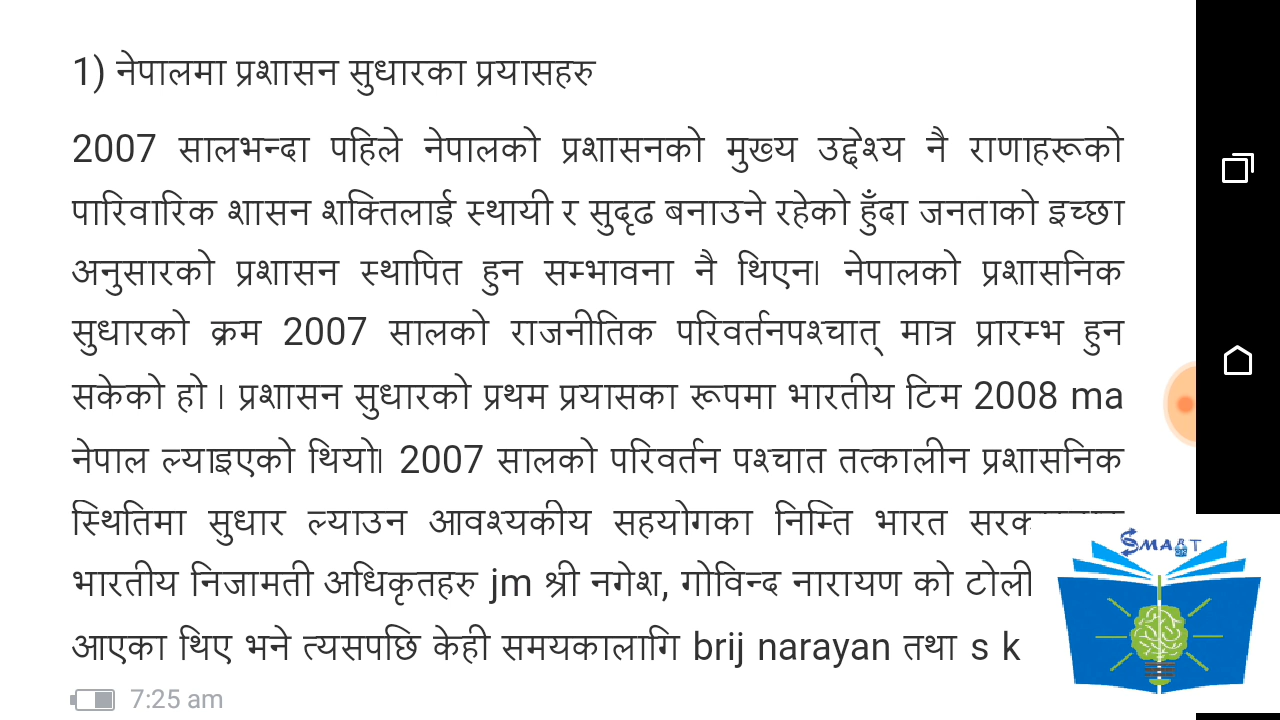 1) नेपालमा प्रशासन सुधारका प्रयासहरु
2007 सालभन्दा पहिले नेपालको प्रशासनको मुख्य उद्देश्य नै राणाहरूको
पारिवारिक शासन शक्तिलाई स्थायी र सुदृढ बनाउने रहेको हुँदा जनताको इच्छा
अनुसारको प्रशासन स्थापित हुन सम्भावना नै थिएन। नेपालको प्रशासनिक
सुधारको क्रम 2007 सालको राजनीतिक परिवर्तनपश्चात् मात्र प्रारम्भ हुन
सकेको हो । प्रशासन सुधारको प्रथम प्रयासका रूपमा भारतीय टिम 2008 ma
नेपाल ल्याइएको थियो। 2007 सालको परिवर्तन पश्चात तत्कालीन प्रशासनिक
स्थितिमा सुधार ल्याउन आवश्यकीय सहयोगका निम्ति भारत
भारतीय निजामती अधिकृतहरु jm श्री नगेश, गोविन्द नारायण को टोली
आएका थिए भने त्यसपछि केही समयकालागि brij narayan तथा s k
7:25 am
SMART